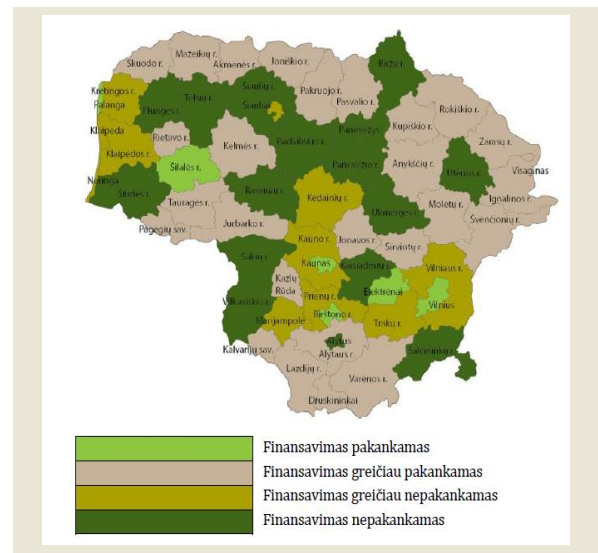 Skuodo r.
Mažeikių r.
Akmenės r.
Joniškio r.
Biržų r.
Kretingos r.
Palanga
Plungės r.
Telšių r.
Šiaulių r.
Šiauliai
Pakruojo r.
Pasvalio r.
Rokiškio r.
Klaipėda
Rietavo r.
Kelmės r.
Radviliškio r.
Panevėžys
Kupiškio r.
Zarasų r.
Klaipėdos r.
Šilalės r.
Panevėžio r.
Anykščių r.
Utenos r.
Visaginas
Neringa
Šilutės r.
Tauragės r.
Raseinių r.
Kėdainių r.
Ukmergės r.
Molėtų r.
Ignalinos r.
Švenčionių r.
Pagėgių sav.
Jurbarko r.
Kauno r.
Jonavos r.
Širvintų r.
Šakių r.
Kaunas
Kaišiadorių r.
Vilniaus r.
Kazlų
Rūda
Prienų r.
Elektrėnai
Vilnius
Vilkaviškio r.
Marijampolė
Birštono r.
Trakų r.
Kalvarijų sav.
Alytus
Alytaus r.
Šalčininkų r.
Lazdijų r.
Varėnos r.
Druskininkai
Finansavimas pakankamas
Finansavimas greičiau pakankamas
Finansavimas greičiau nepakankamas
Finansavimas nepakankamas